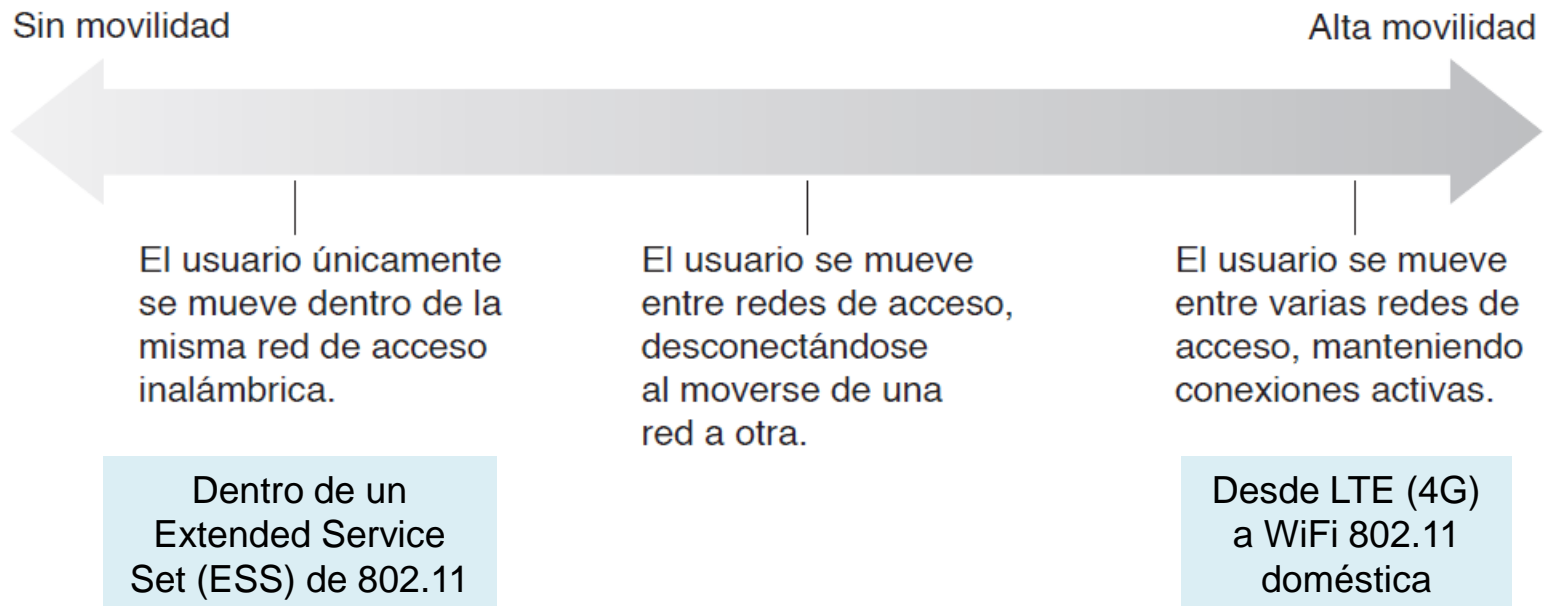 Sin movilidad
Alta movilidad
El usuario únicamente
se mueve dentro de la
misma red de acceso
inalámbrica.
El usuario se mueve
entre redes de acceso,
desconectándose
al moverse de una
red a otra.
El usuario se mueve
entre varias redes de
acceso, manteniendo
conexiones activas.
Dentro de un
Extended Service
Set (ESS) de 802.11
Desde LTE (4G)
a WiFi 802.11
doméstica